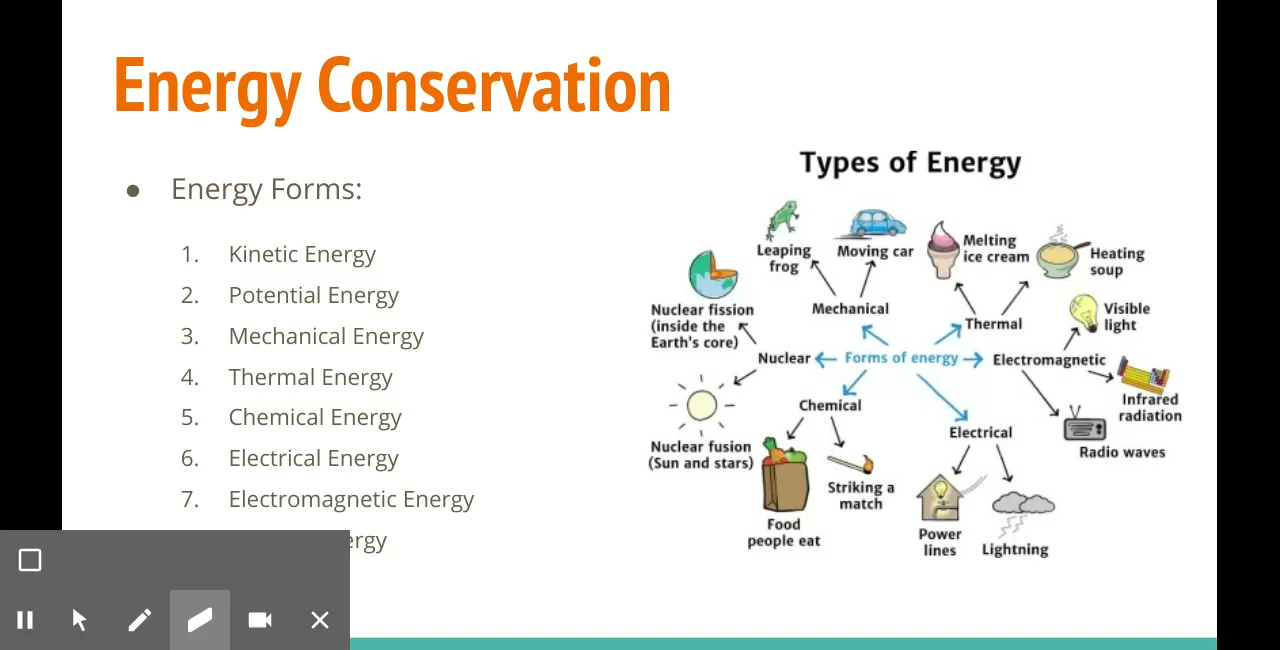 Energy Conservation
● Energy Forms:
1. Kinetic Energy
2. Potential Energy
3. Mechanical Energy
4. Thermal Energy
5. Chemical Energy
6. Electrical Energy
7. Electromagnetic Energy
Types of Energy
Leaping
frog
Moving car
Melting
ice cream
Heating
soup
Mechanical
Thermal
Nuclear fission
(inside the
Earth's core)
Visible
light
Nuclear
Forms of energy
Electromagnetic
Infrared
radiation
Chemical
Electrical
Radio waves
Nuclear fusion
(Sun and stars)
Striking a
match
Food
people eat
Power
lines
Lightning